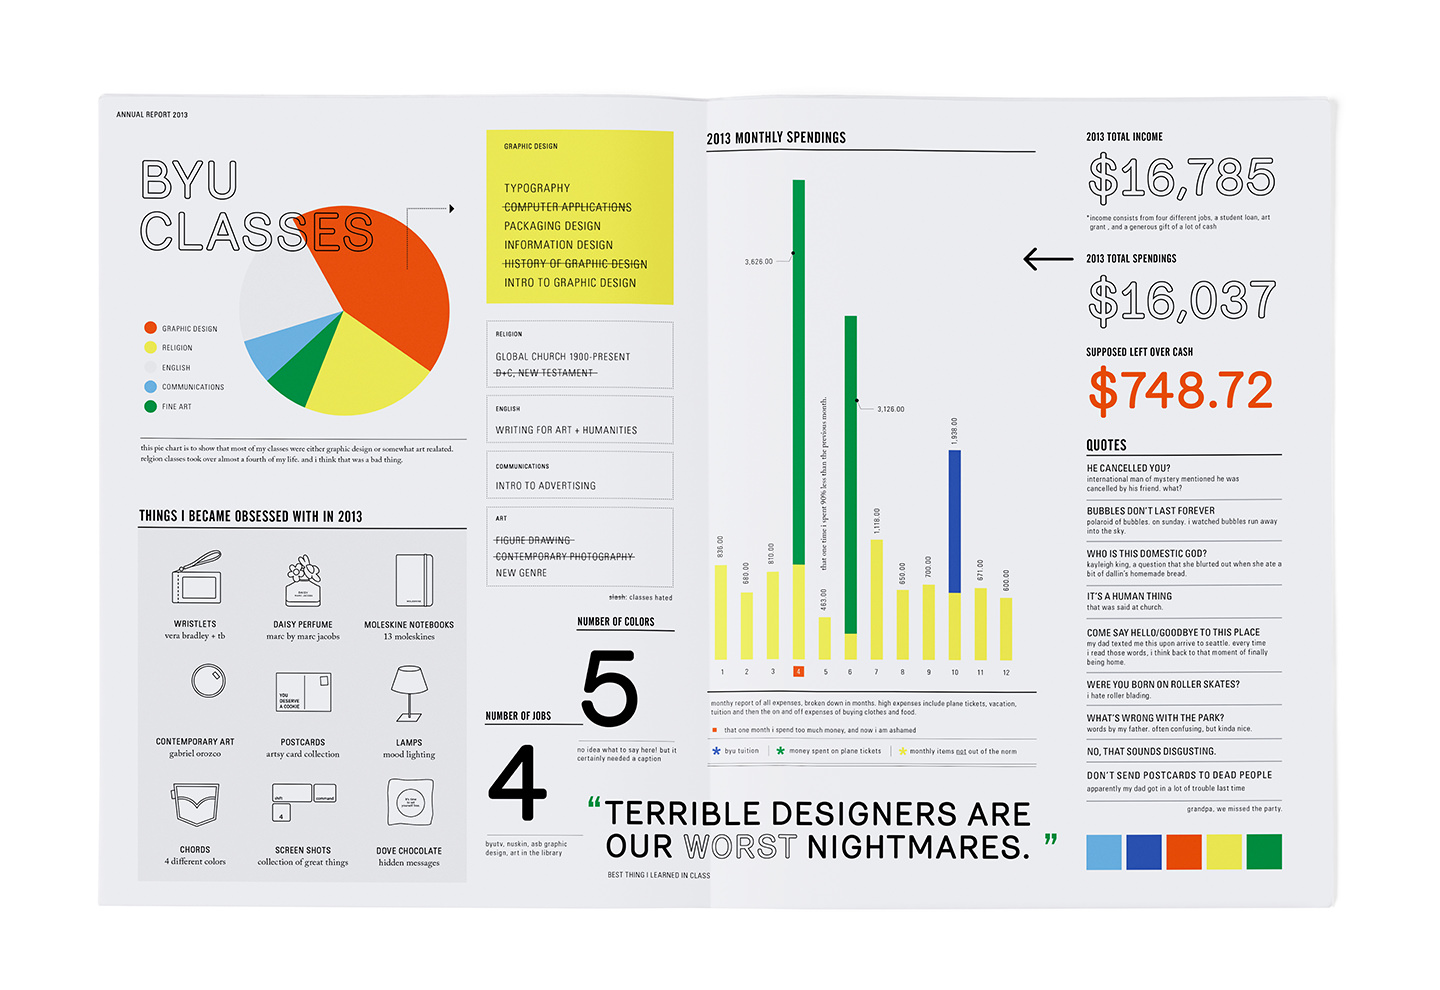 ANNUAL REPORT 2013
BYU
CLASSES
GRAPHIC DESIGN
RELIGION
ENGLISH
COMMUNICATIONS
FINE ART
this pie chart is to show that most of my classes were either graphic design or somewhat art realated.
relgion classes took over almost a fourth of my life. and i think that was a bad thing.
GRAPHIC DESIGN
TYPOGRAPHY
COMPUTER APPLICATIONS
PACKAGING DESIGN
INFORMATION DESIGN
HISTORY OF GRAPHIC DESIGN
INTRO TO GRAPHIC DESIGN
RELIGION
GLOBAL CHURCH 1900-PRESENT
D+C, NEW TESTAMENT
ENGLISH
WRITING FOR ART + HUMANITIES
COMMUNICATIONS
INTRO TO ADVERTISING
ART
FIGURE DRAWING
CONTEMPORARY PHOTOGRAPHY
NEW GENRE
slash: classes hated
THINGS I BECAME OBSESSED WITH IN 2013
WRISTLETS
vera bradley + tb
DAISY PERFUME
marc by marc jacobs
MOLESKINE NOTEBOOKS
13 moleskines
YOU
DESERVE
A COOKIE
CONTEMPORARY ART
gabriel orozco
POSTCARDS
artsy card collection
LAMPS
mood lighting
shift
command
4
CHORDS
4 different colors
SCREEN SHOTS
collection of great things
DOVE CHOCOLATE
hidden messages
NUMBER OF COLORS
5
no idea what to say here! but it
certainly needed a caption
NUMBER OF JOBS
4
byutv, nuskin, asb graphic
design, art in the library
2013 MONTHLY SPENDINGS
836.00
680.00
810.00
3,626.00
463.00
that one time i spent 90% less than the previous month.
3,126.00
1,118.00
650.00
700.00
1,938.00
671.00
600.00
1 2 3 4 5 6 7 8 9 10 11 12
monthy report of all expenses, broken down in months. high expenses include plane tickets, vacation,
tuition and then the on and off expenses of buying clothes and food.
that one month i spend too much money, and now i am ashamed
* byu tuition * money spent on plane tickets * monthly items not out of the norm
“TERRIBLE DESIGNERS ARE
OUR WORST NIGHTMARES.”
BEST THING I LEARNED IN CLASS
2013 TOTAL INCOME
$16,785
*income consists from four different jobs, a student loan, art
grant , and a generous gift of a lot of cash
2013 TOTAL SPENDINGS
$16,037
SUPPOSED LEFT OVER CASH
$748.72
QUOTES
HE CANCELLED YOU?
international man of mystery mentioned he was
cancelled by his friend. what?
BUBBLES DON'T LAST FOREVER
polaroid of bubbles. on sunday. i watched bubbles run away
into the sky.
WHO IS THIS DOMESTIC GOD?
kayleigh king, a question that she blurted out when she ate a
bit of dallin's homemade bread.
IT'S A HUMAN THING
that was said at church.
COME SAY HELLO/GOODBYE TO THIS PLACE
my dad texted me this upon arrive to seattle. every time
i read those words, i think back to that moment of finally
being home.
WERE YOU BORN ON ROLLER SKATES?
i hate roller blading.
WHAT'S WRONG WITH THE PARK?
words by my father. often confusing, but kinda nice.
NO, THAT SOUNDS DISGUSTING.
DON'T SEND POSTCARDS TO DEAD PEOPLE
apparently my dad got in a lot of trouble last time
grandpa, we missed the party.